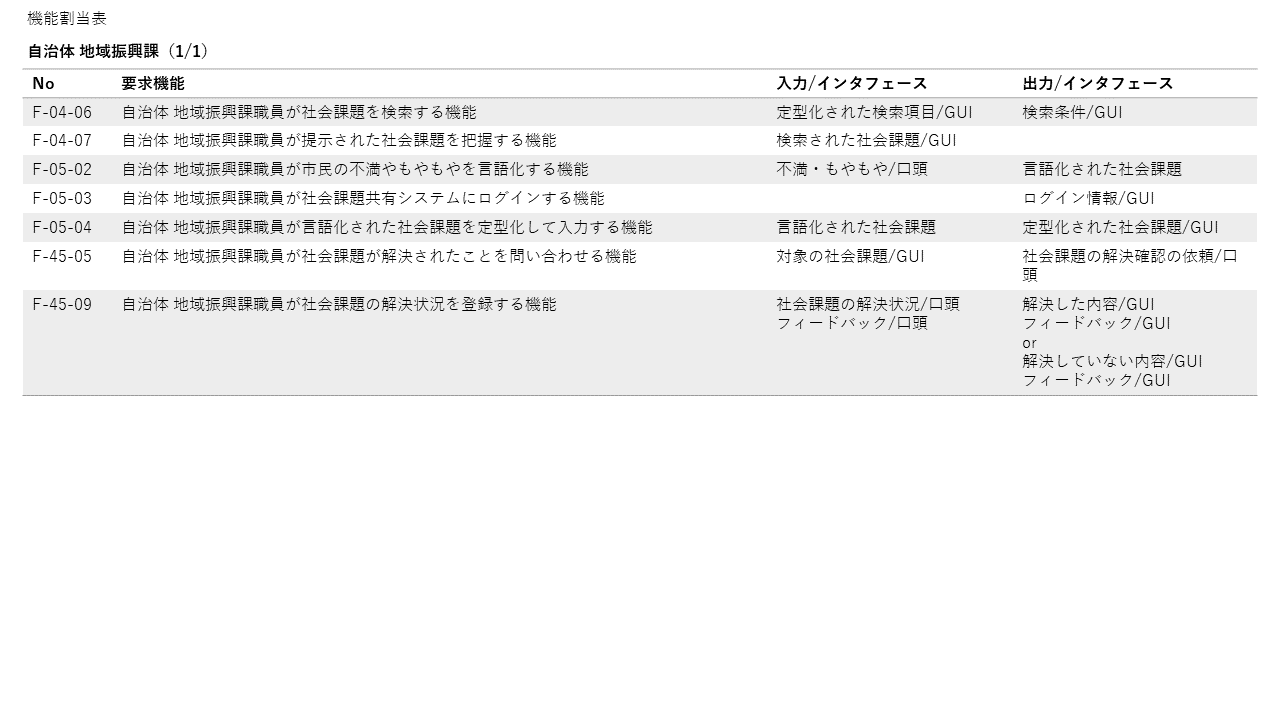 機能割当表
自治体 地域振興課（1/1）
No 要求機能 入力/インタフェース 出力/インタフェース
F-04-06 自治体 地域振興課職員が社会課題を検索する機能 定型化された検索項目/GUI 検索条件/GUI
F-04-07 自治体 地域振興課職員が提示された社会課題を把握する機能 検索された社会課題/GUI
F-05-02 自治体 地域振興課職員が市民の不満やもやもやを言語化する機能 不満・もやもや/口頭 言語化された社会課題
F-05-03 自治体 地域振興課職員が社会課題共有システムにログインする機能 ログイン情報/GUI
F-05-04 自治体 地域振興課職員が言語化された社会課題を定型化して入力する機能 言語化された社会課題 定型化された社会課題/GUI
F-45-05 自治体 地域振興課職員が社会課題が解決されたことを問い合わせる機能 対象の社会課題/GUI 社会課題の解決確認の依頼/口
頭
F-45-09 自治体 地域振興課職員が社会課題の解決状況を登録する機能 社会課題の解決状況/口頭 解決した内容/GUI
フィードバック/口頭 フィードバック/GUI
or
解決していない内容/GUI
フィードバック/GUI